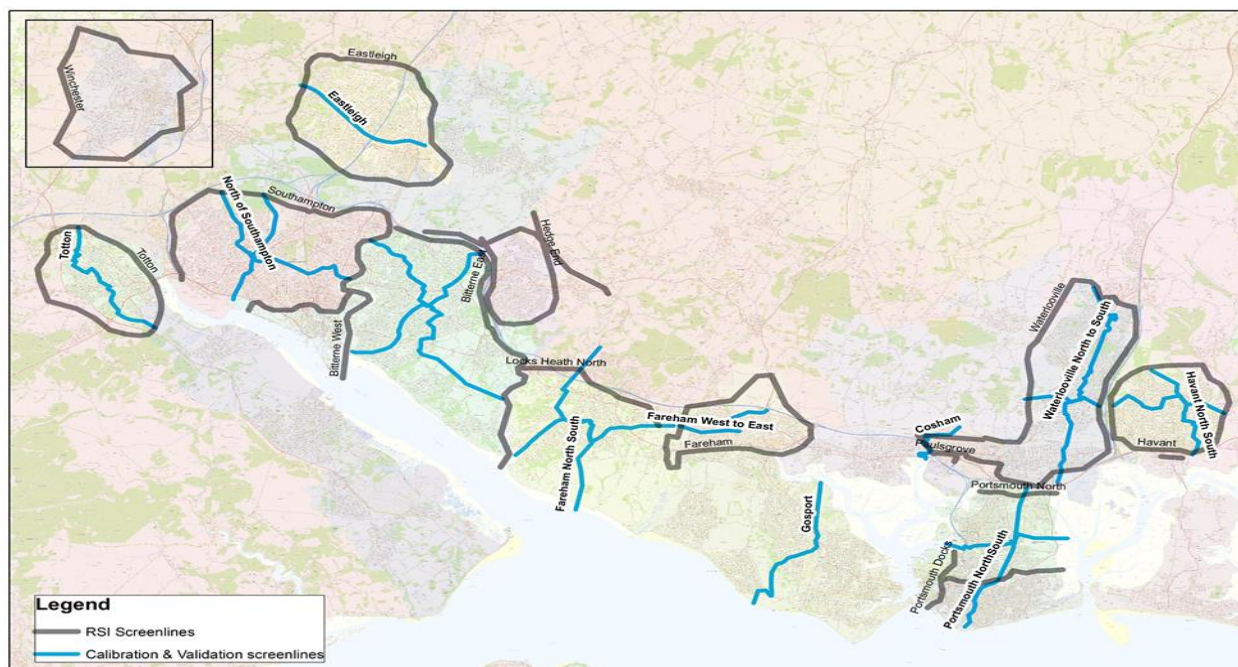 Winchester
Eastleigh
Eastleigh
Southampton
North of Southampton
Totton
Totton
Hedge End
Bitterne End
Bitterne West
Locks Heath North
Fareham West to East
Fareham
Fareham North South
Gosport
Waterlooville
Waterlooville North to South
Havant North South
Havant
Cosham
Paulsgrove
Portsmouth North
Portsmouth Docks
Portsmouth NorthSouth
Legend
RSI Screenlines
Calibration & Validation screenlines